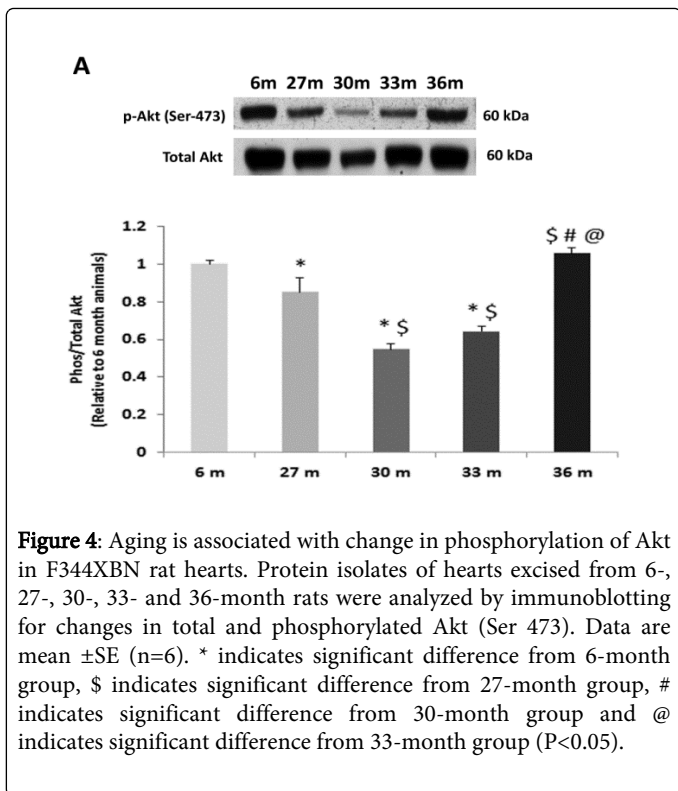 A
6m 27m 30m 33m 36m
p-Akt (Ser-473) 60 kDa
Total Akt 60 kDa
Phos/Total Akt
(Relative to 6 month animals)
1.2
1
0.8
0.6
0.4
0.2
0
*
* $
* $
$ # @
6 m 27 m 30 m 33 m 36 m
Figure 4: Aging is associated with change in phosphorylation of Akt
in F344XBN rat hearts. Protein isolates of hearts excised from 6-,
27-, 30-, 33- and 36-month rats were analyzed by immunoblotting
for changes in total and phosphorylated Akt (Ser 473). Data are
mean ±SE (n=6). * indicates significant difference from 6-month
group, $ indicates significant difference from 27-month group, #
indicates significant difference from 30-month group and @
indicates significant difference from 33-month group (P<0.05).